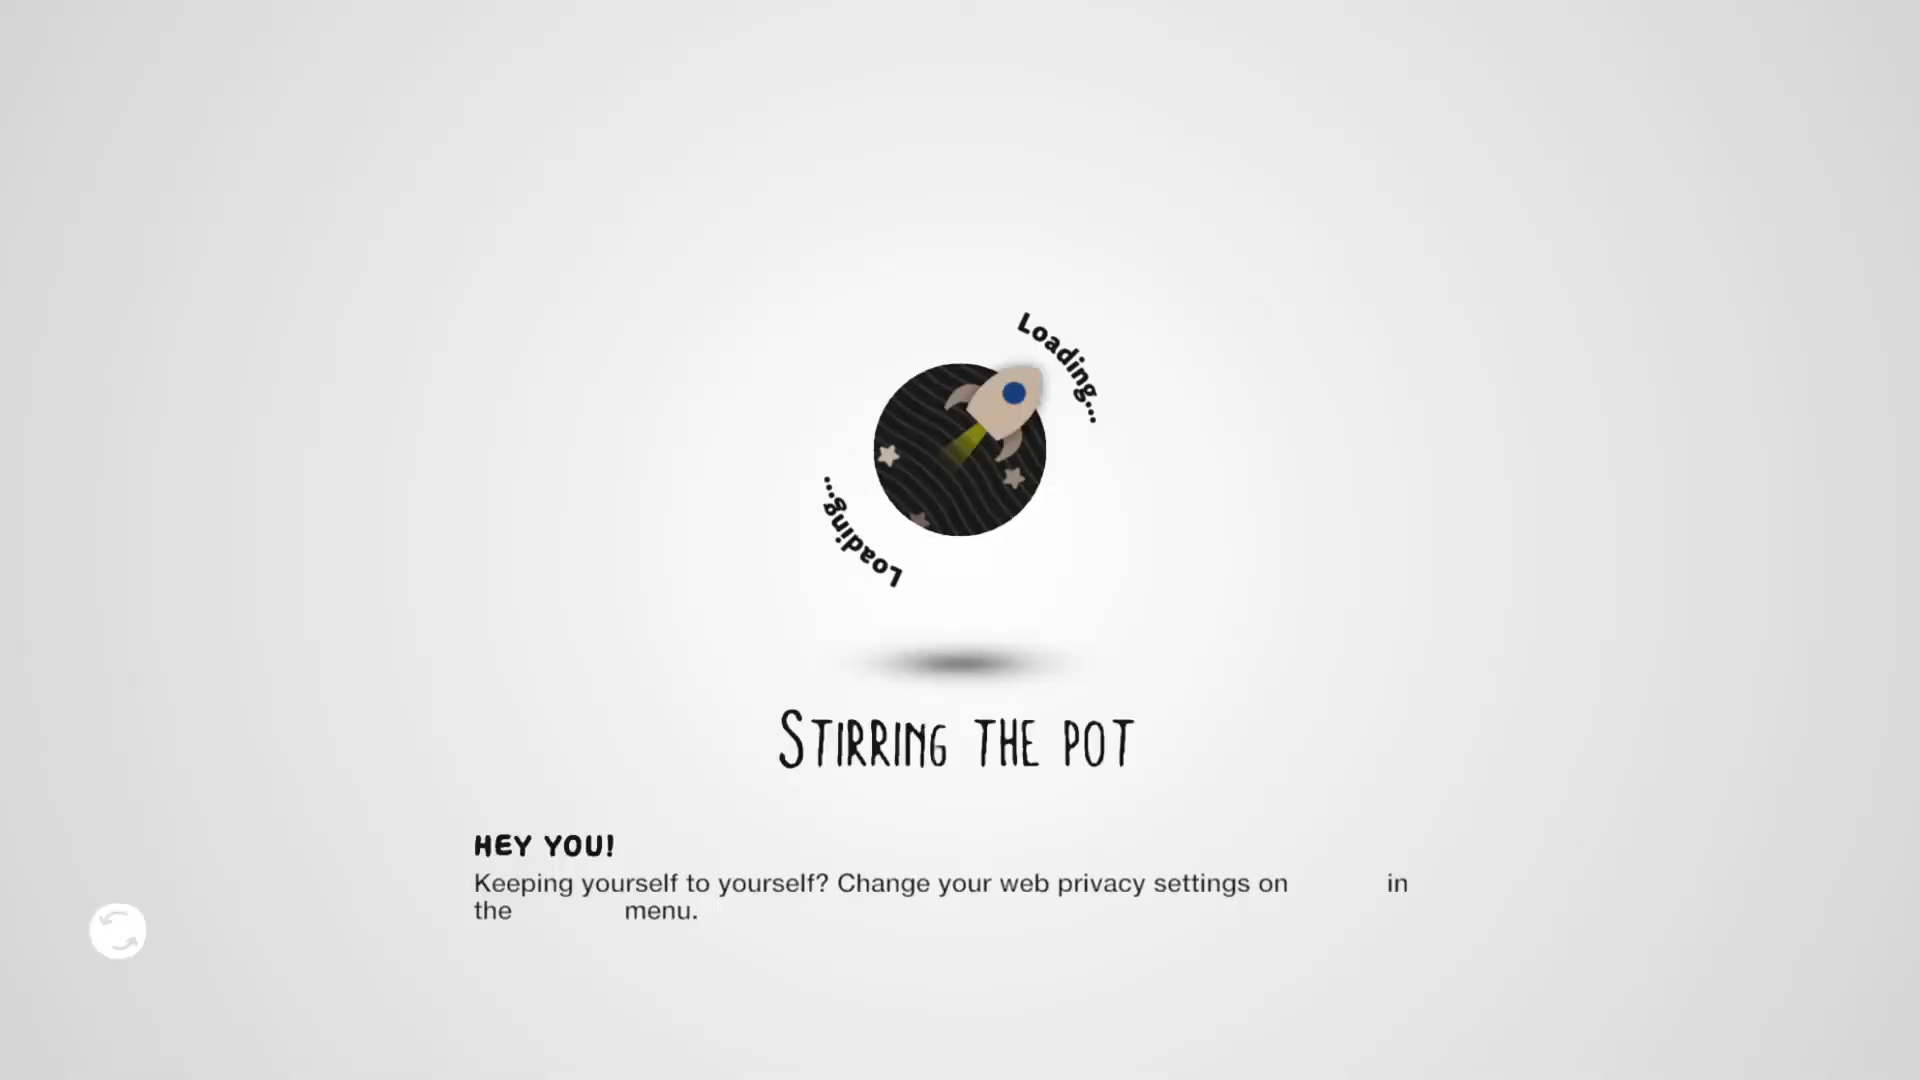 Loading...
Loading...
STIRRING THE POT
HEY YOU!
Keeping yourself to yourself? Change your web privacy settings on in
the menu.